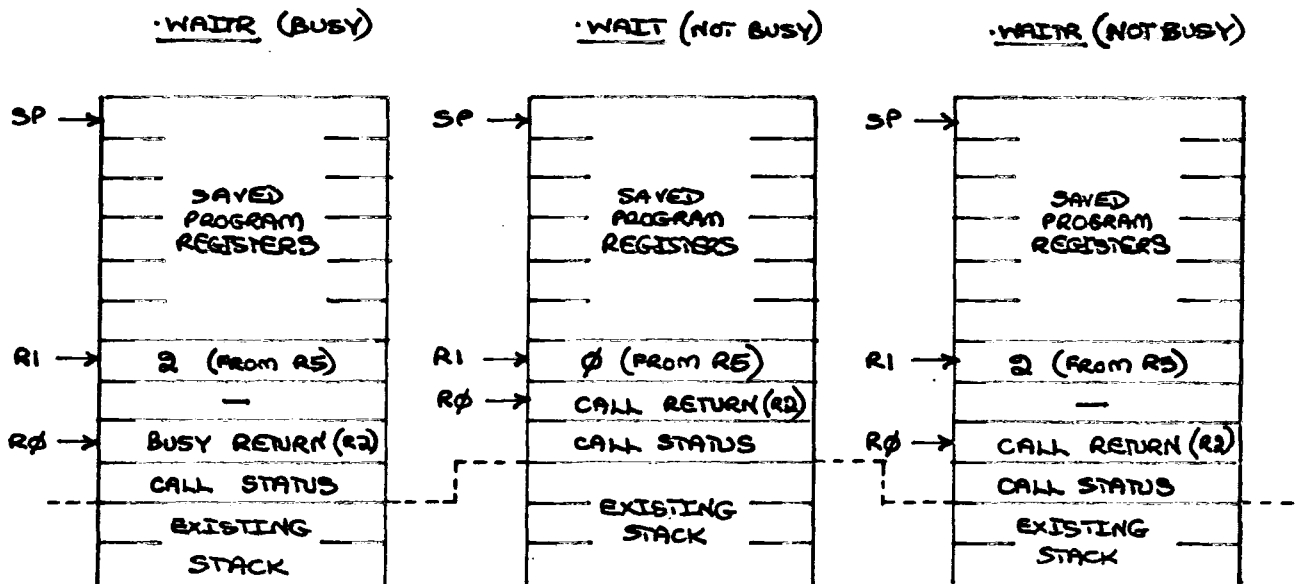 .WAITR (BUSY)
SP →
SAVED
PROGRAM
REGISTERS
R1 →
2 (FROM R5)
—
RØ →
BUSY RETURN (R2)
CALL STATUS
EXISTING
STACK
.WAIT (NOT BUSY)
SP →
SAVED
PROGRAM
REGISTERS
R1 →
Ø (FROM R5)
RØ →
CALL RETURN (R2)
CALL STATUS
EXISTING
STACK
.WAITR (NOT BUSY)
SP →
SAVED
PROGRAM
REGISTERS
R1 →
2 (FROM R5)
—
RØ →
CALL RETURN (R2)
CALL STATUS
EXISTING
STACK